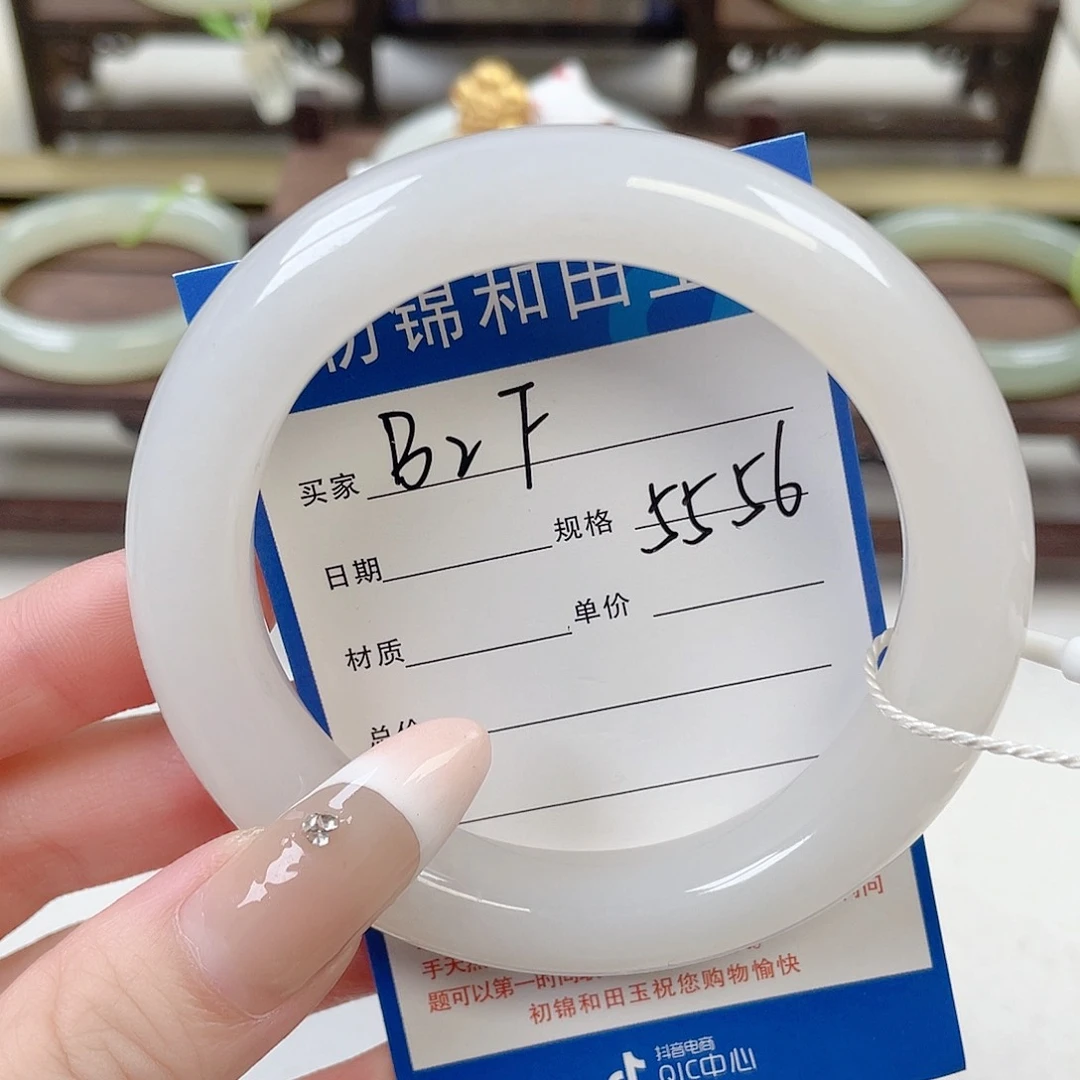 初锦和田玉
买家 BrF
日期 规格 5556
材质 单价
总价
题可以第一时间
初锦和田玉祝您购物愉快
抖音电商
QIC中心